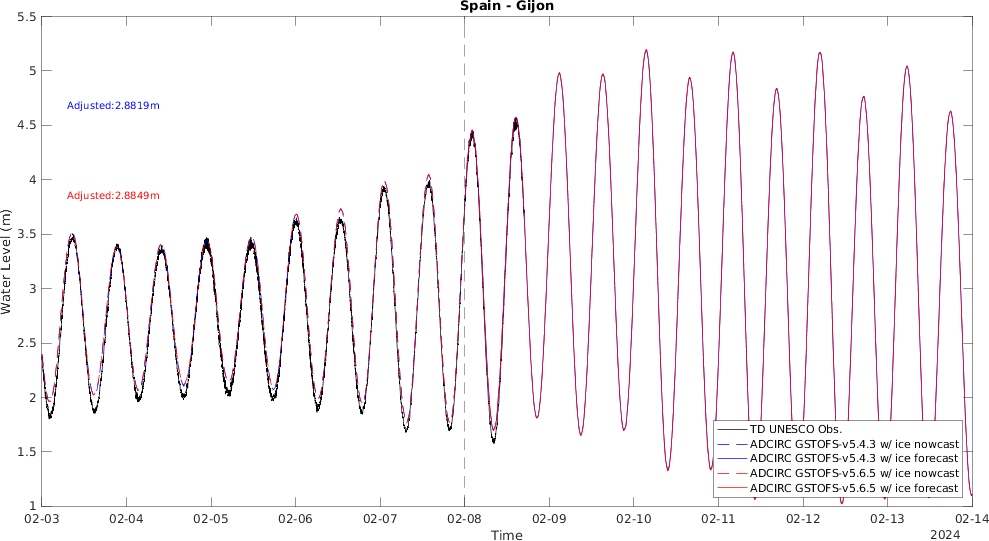 Spain - Gijon
5.5
5
4.5
4
3.5
3
2.5
2
1.5
1
Water Level (m)
Adjusted:2.8819m
Adjusted:2.8849m
TD UNESCO Obs.
ADCIRC GSTOFS-v5.4.3 w/ ice nowcast
ADCIRC GSTOFS-v5.4.3 w/ ice forecast
ADCIRC GSTOFS-v5.6.5 w/ ice nowcast
ADCIRC GSTOFS-v5.6.5 w/ ice forecast
02-03 02-04 02-05 02-06 02-07 02-08 02-09 02-10 02-11 02-12 02-13 02-14
Time
2024